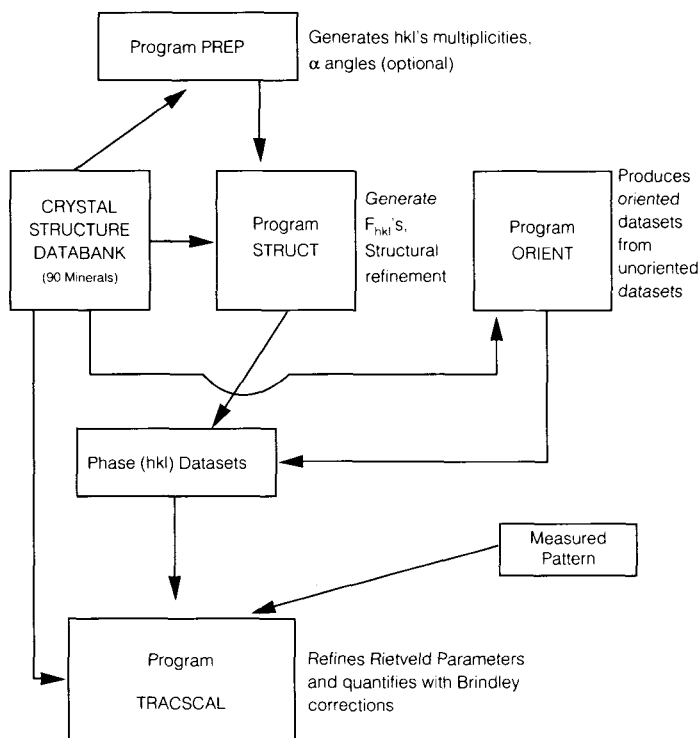 Program PREP
Generates hkl's multiplicities,
α angles (optional)
CRYSTAL
STRUCTURE
DATABANK
(90 Minerals)
Program
STRUCT
Generate
F_hkl's,
Structural
refinement
Program
ORIENT
Produces
oriented
datasets
from
unoriented
datasets
Phase (hkl) Datasets
Measured
Pattern
Program
TRACSCAL
Refines Rietveld Parameters
and quantifies with Brindley
corrections